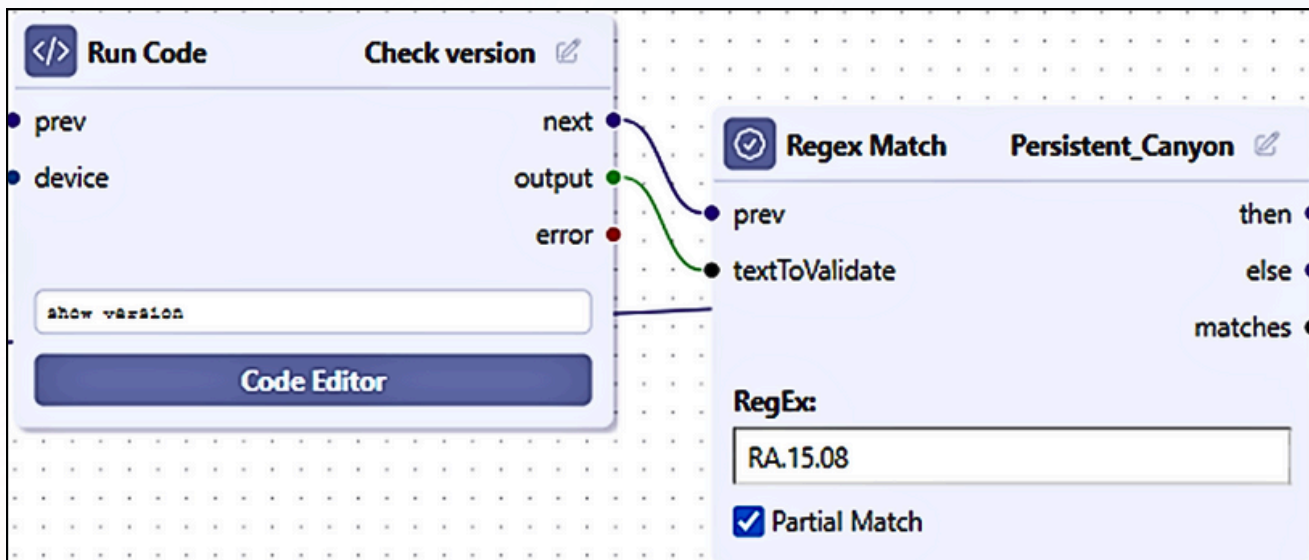 </> Run Code Check version
prev next
device output
error
show version
Code Editor
Regex Match Persistent_Canyon
prev then
textToValidate else
matches
RegEx:
RA.15.08
Partial Match